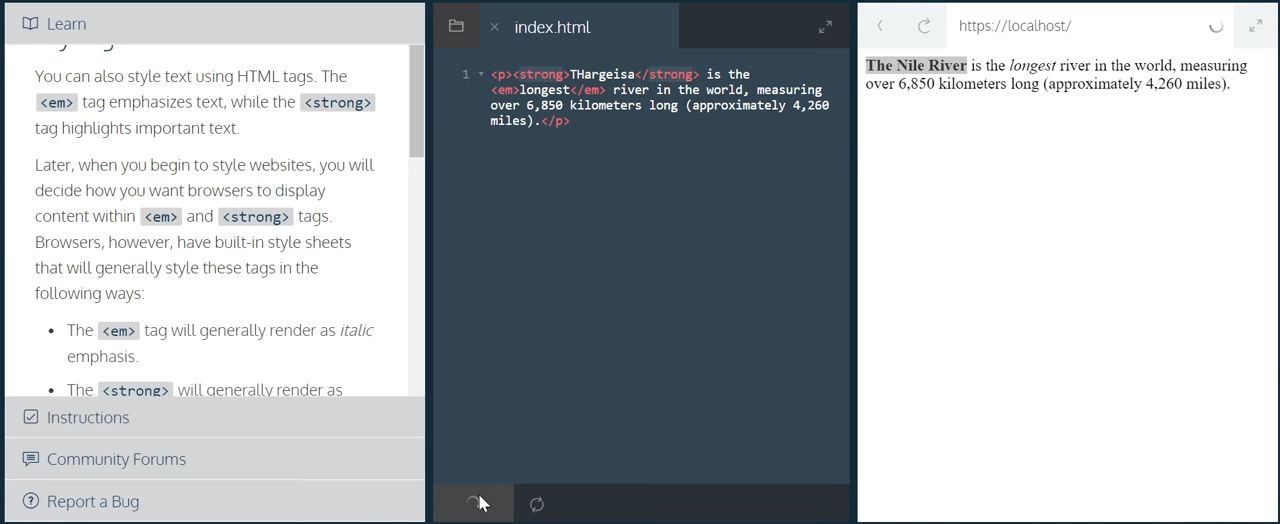 Learn
You can also style text using HTML tags. The
<em> tag emphasizes text, while the <strong>
tag highlights important text.
Later, when you begin to style websites, you will
decide how you want browsers to display
content within <em> and <strong> tags.
Browsers, however, have built-in style sheets
that will generally style these tags in the
following ways:
• The <em> tag will generally render as italic
emphasis.
• The <strong> will generally render as
Instructions
Community Forums
Report a Bug
index.html
1 <p><strong>THargeisa</strong> is the
<em>longest</em> river in the world, measuring
over 6,850 kilometers long (approximately 4,260
miles).</p>
https://localhost/
The Nile River is the longest river in the world, measuring
over 6,850 kilometers long (approximately 4,260 miles).